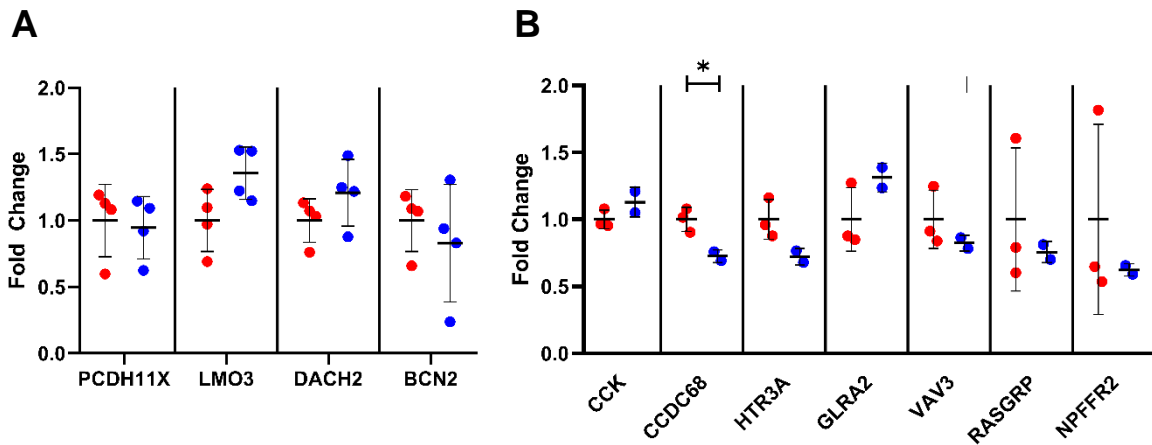 A
B
Fold Change
2.0
1.5
1.0
0.5
0.0
PCDH11X LMO3 DACH2 BCN2
Fold Change
2.0
1.5
1.0
0.5
0.0
*
CCK CCDC68 HTR3A GLRA2 VAV3 RASGRP NPFFR2